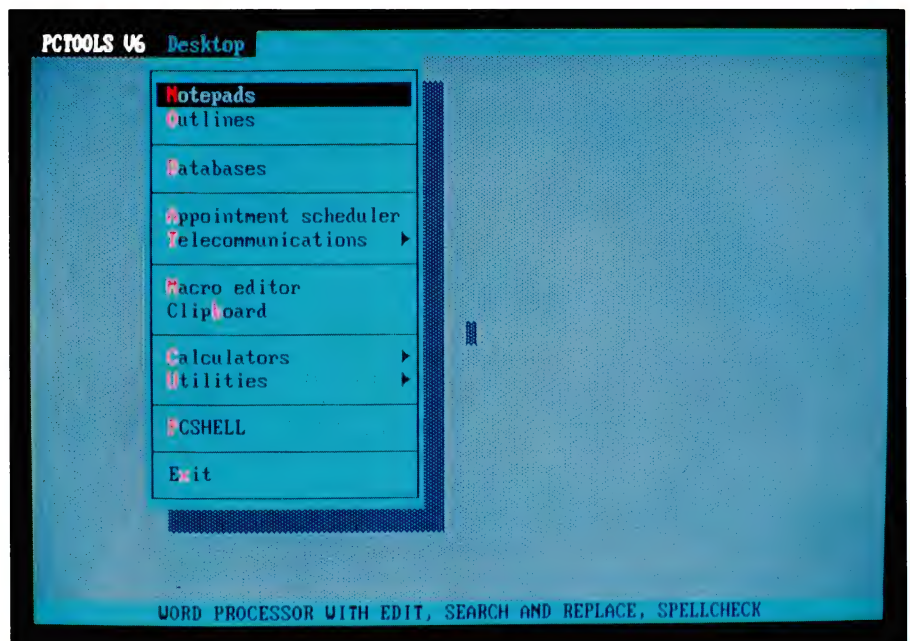 PCTOOLS V6 Desktop
Notepads
Outlines
Databases
Appointment scheduler
Telecommunications
Macro editor
Clipboard
Calculators
Utilities
PCSHELL
Exit
WORD PROCESSOR WITH EDIT, SEARCH AND REPLACE, SPELLCHECK